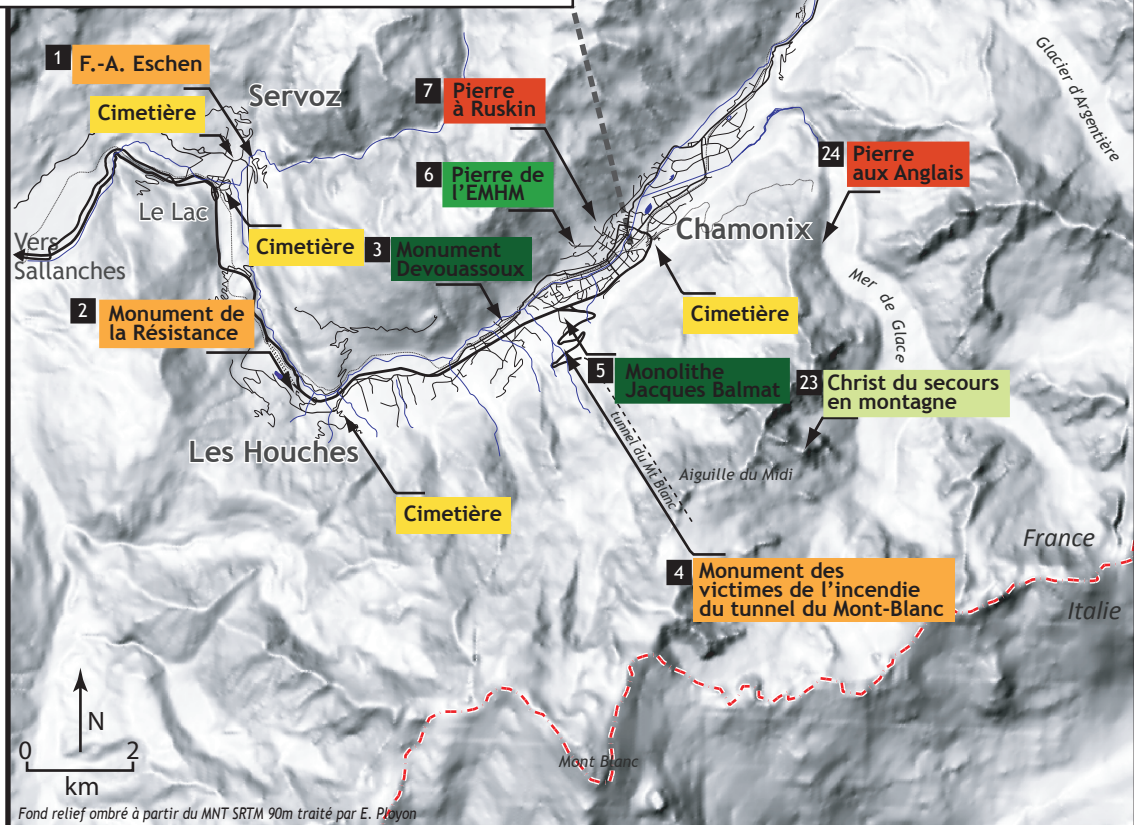 1 F.-A. Eschen
Cimetière
Servoz
7 Pierre
à Ruskin
Glacier d'Argentière
24 Pierre
aux Anglais
6 Pierre de
l'EMHM
Le Lac
Vers
Sallanches
Cimetière
3 Monument
Devouassoux
Chamonix
Mer de Glace
2 Monument de
la Résistance
Cimetière
5 Monolithe
Jacques Balmat
23 Christ du secours
en montagne
tunnel du Mt Blanc
Les Houches
Aiguille du Midi
Cimetière
France
4 Monument des
victimes de l'incendie
du tunnel du Mont-Blanc
Italie
N
0 2
km
Mont Blanc
Fond relief ombré à partir du MNT SRTM 90m traité par E. Ployon